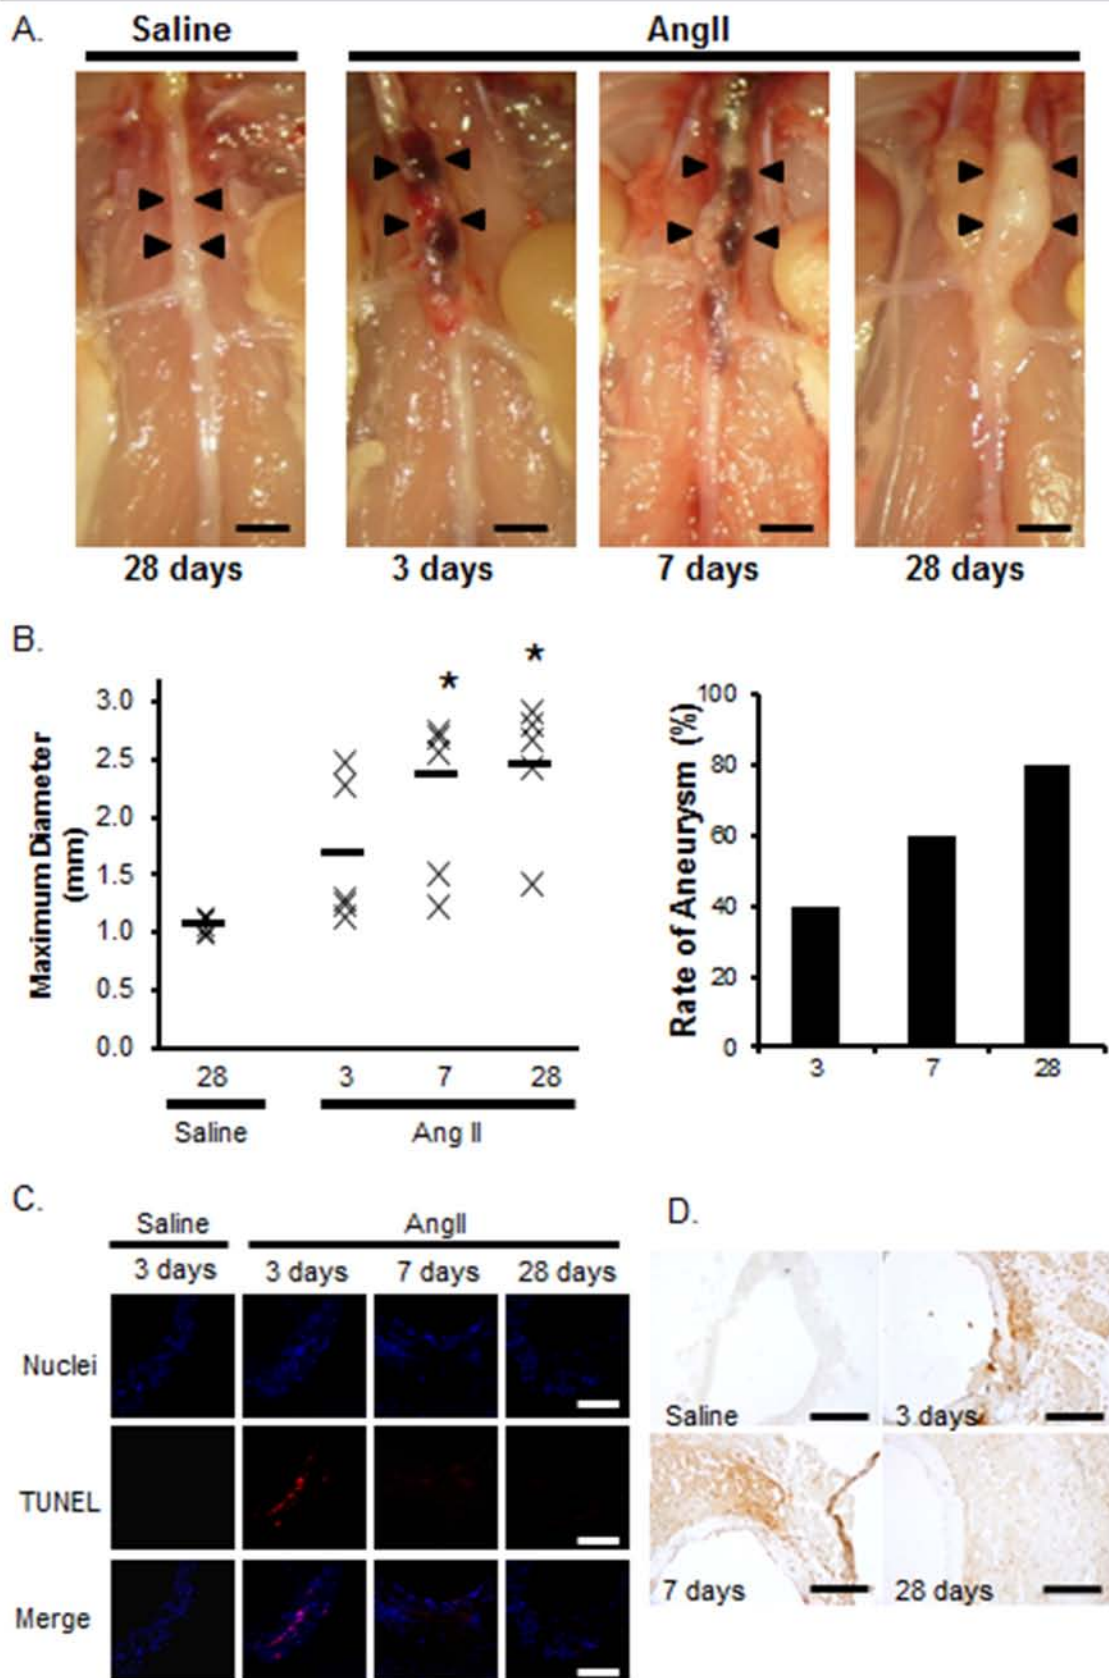 A.
Saline AngII
28 days 3 days 7 days 28 days
B.
*
*
Maximum Diameter
(mm)
3.0
2.5
2.0
1.5
1.0
0.5
0.0
28 3 7 28
Saline Ang II
Rate of Aneurysm (%)
100
80
60
40
20
0
3 7 28
C.
Saline AngII
3 days 3 days 7 days 28 days
Nuclei
TUNEL
Merge
D.
Saline 3 days
7 days 28 days